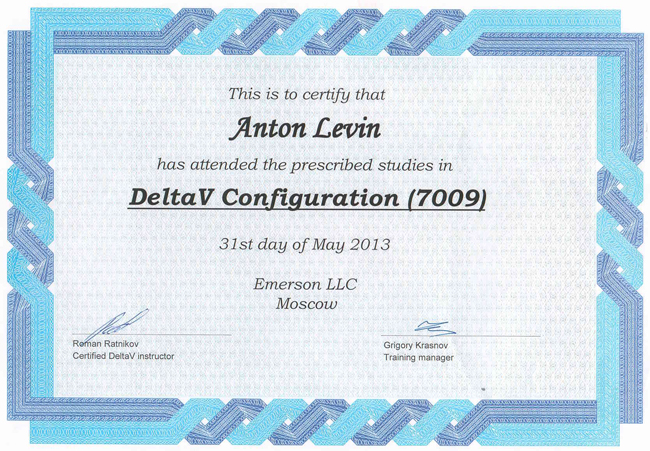 This is to certify that
Anton Levin
has attended the prescribed studies in
DeltaV Configuration (7009)
31st day of May 2013
Emerson LLC
Moscow
Roman Ratnikov
Certified DeltaV instructor
Grigory Krasnov
Training manager